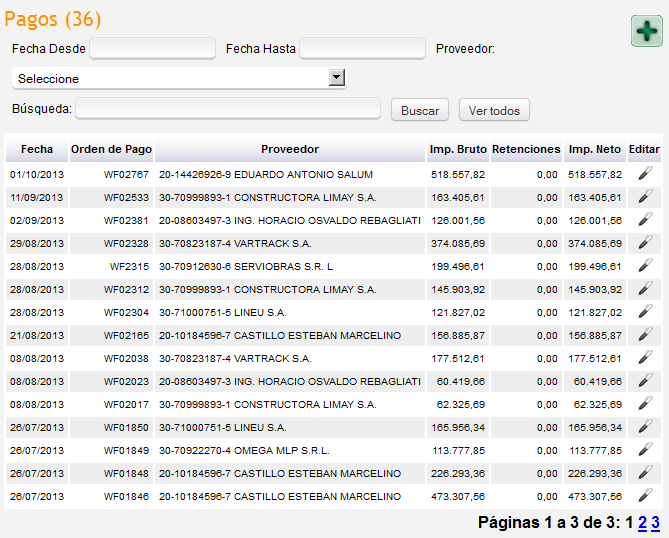 Pagos (36)
Fecha Desde Fecha Hasta Proveedor:
Seleccione
Búsqueda: Buscar Ver todos
Fecha Orden de Pago Proveedor Imp. Bruto Retenciones Imp. Neto Editar
01/10/2013 WF02767 20-14426926-9 EDUARDO ANTONIO SALUM 518.557,82 0,00 518.557,82
11/09/2013 WF02533 30-70999893-1 CONSTRUCTORA LIMAY S.A. 163.405,61 0,00 163.405,61
02/09/2013 WF02381 20-08603497-3 ING. HORACIO OSVALDO REBAGLIATI 126.001,56 0,00 126.001,56
29/08/2013 WF02328 30-70823187-4 VARTRACK S.A. 374.085,69 0,00 374.085,69
28/08/2013 WF2315 30-70912630-6 SERVIOBRAS S.R. L 199.496,61 0,00 199.496,61
28/08/2013 WF02312 30-70999893-1 CONSTRUCTORA LIMAY S.A. 145.903,92 0,00 145.903,92
28/08/2013 WF02304 30-71000751-5 LINEU S.A. 121.827,02 0,00 121.827,02
21/08/2013 WF02165 20-10184596-7 CASTILLO ESTEBAN MARCELINO 156.885,87 0,00 156.885,87
08/08/2013 WF02038 30-70823187-4 VARTRACK S.A. 177.512,61 0,00 177.512,61
08/08/2013 WF02023 20-08603497-3 ING. HORACIO OSVALDO REBAGLIATI 60.419,66 0,00 60.419,66
08/08/2013 WF02017 30-70999893-1 CONSTRUCTORA LIMAY S.A. 62.325,69 0,00 62.325,69
26/07/2013 WF01850 30-71000751-5 LINEU S.A. 165.956,34 0,00 165.956,34
26/07/2013 WF01849 30-70922270-4 OMEGA MLP S.R.L. 113.777,85 0,00 113.777,85
26/07/2013 WF01848 20-10184596-7 CASTILLO ESTEBAN MARCELINO 226.293,36 0,00 226.293,36
26/07/2013 WF01846 20-10184596-7 CASTILLO ESTEBAN MARCELINO 473.307,56 0,00 473.307,56
Páginas 1 a 3 de 3: 1 2 3